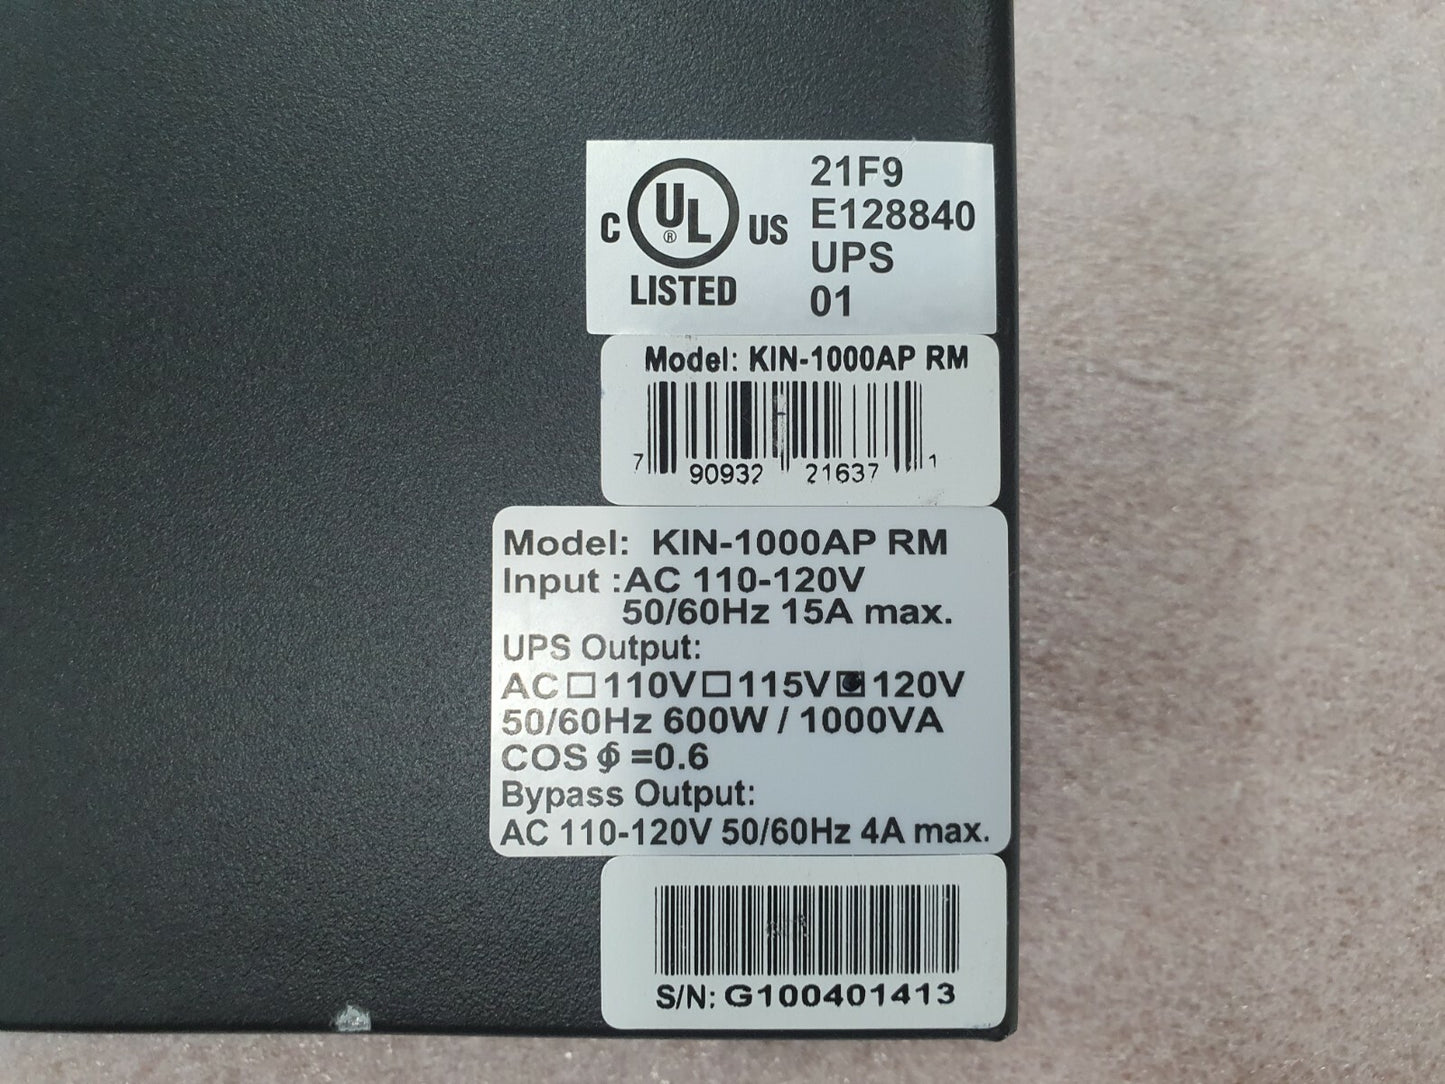 C UL® US
LISTED
21F9
E128840
UPS
01
Model: KIN-1000AP RM
7 90932 21637 1
Model: KIN-1000AP RM
Input :AC 110-120V
50/60Hz 15A max.
UPS Output:
AC☐110V☐115V☑120V
50/60Hz 600W / 1000VA
COS ∮ =0.6
Bypass Output:
AC 110-120V 50/60Hz 4A max.
S/N: G100401413